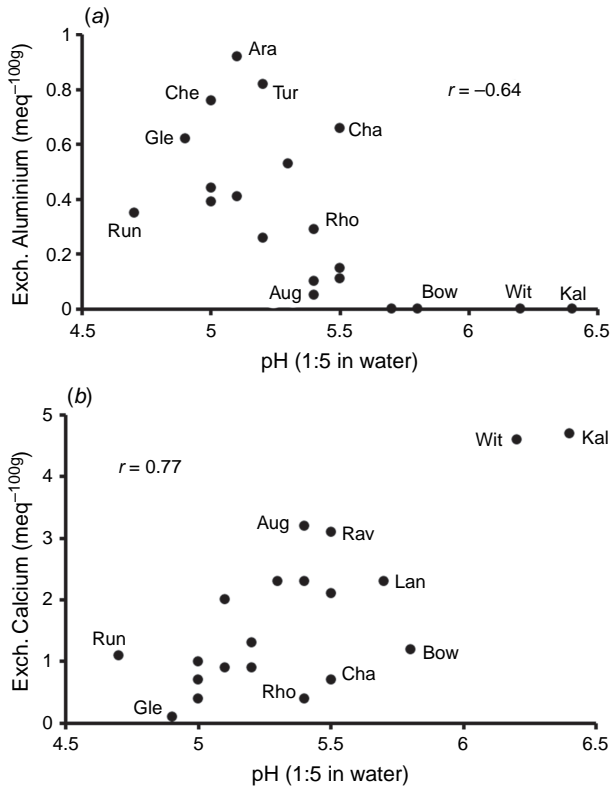 (a)
Exch. Aluminium (meq–100g)
1
0.8
0.6
0.4
0.2
0
Ara
Che
Tur
r = –0.64
Gle
Cha
Run
Rho
Aug
Bow
Wit
Kal
4.5 5 5.5 6 6.5
pH (1:5 in water)
(b)
Exch. Calcium (meq–100g)
5
4
3
2
1
0
r = 0.77
Wit
Kal
Aug
Rav
Lan
Run
Bow
Rho
Cha
Gle
4.5 5 5.5 6 6.5
pH (1:5 in water)